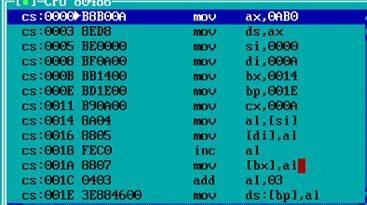 [■]=CPU 80486
cs:0000►B8B00A mov ax,0AB0
cs:0003 8ED8 mov ds,ax
cs:0005 BE0000 mov si,0000
cs:0008 BF0A00 mov di,000A
cs:000B BB1400 mov bx,0014
cs:000E BD1E00 mov bp,001E
cs:0011 B90A00 mov cx,000A
cs:0014 8A04 mov al,[si]
cs:0016 8805 mov [di],al
cs:0018 FEC0 inc al
cs:001A 8807 mov [bx],al
cs:001C 0403 add al,03
cs:001E 3E884600 mov ds:[bp],al